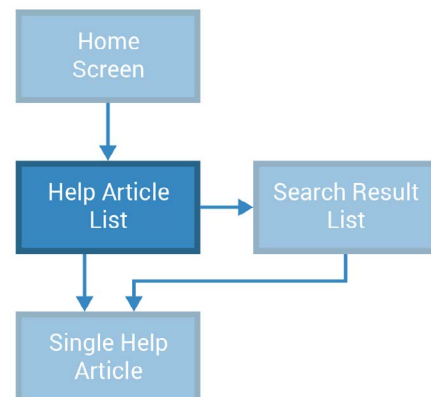 Home
Screen
Help Article
List
Search Result
List
Single Help
Article